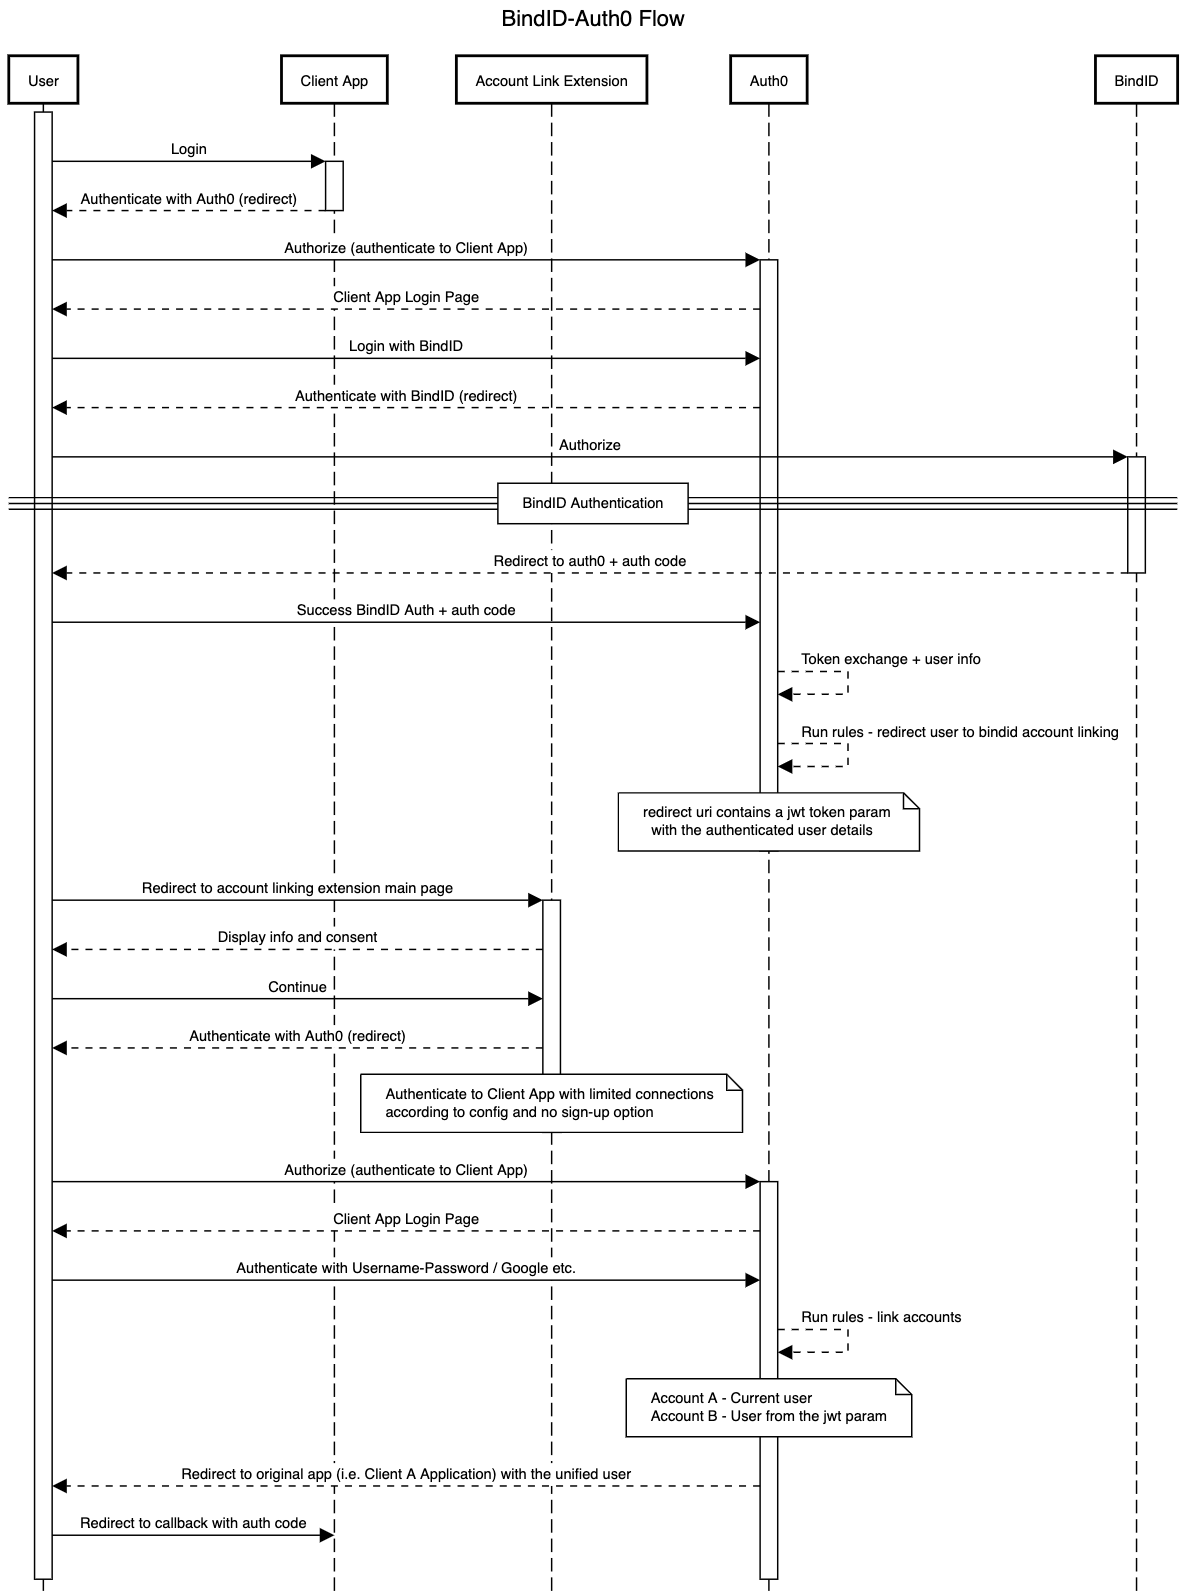 BindID-Auth0 Flow
User
Client App
Account Link Extension
Auth0
BindID
Login
Authenticate with Auth0 (redirect)
Authorize (authenticate to Client App)
Client App Login Page
Login with BindID
Authenticate with BindID (redirect)
Authorize
BindID Authentication
Redirect to auth0 + auth code
Success BindID Auth + auth code
Token exchange + user info
Run rules - redirect user to bindid account linking
redirect uri contains a jwt token param
with the authenticated user details
Redirect to account linking extension main page
Display info and consent
Continue
Authenticate with Auth0 (redirect)
Authenticate to Client App with limited connections
according to config and no sign-up option
Authorize (authenticate to Client App)
Client App Login Page
Authenticate with Username-Password / Google etc.
Run rules - link accounts
Account A - Current user
Account B - User from the jwt param
Redirect to original app (i.e. Client A Application) with the unified user
Redirect to callback with auth code